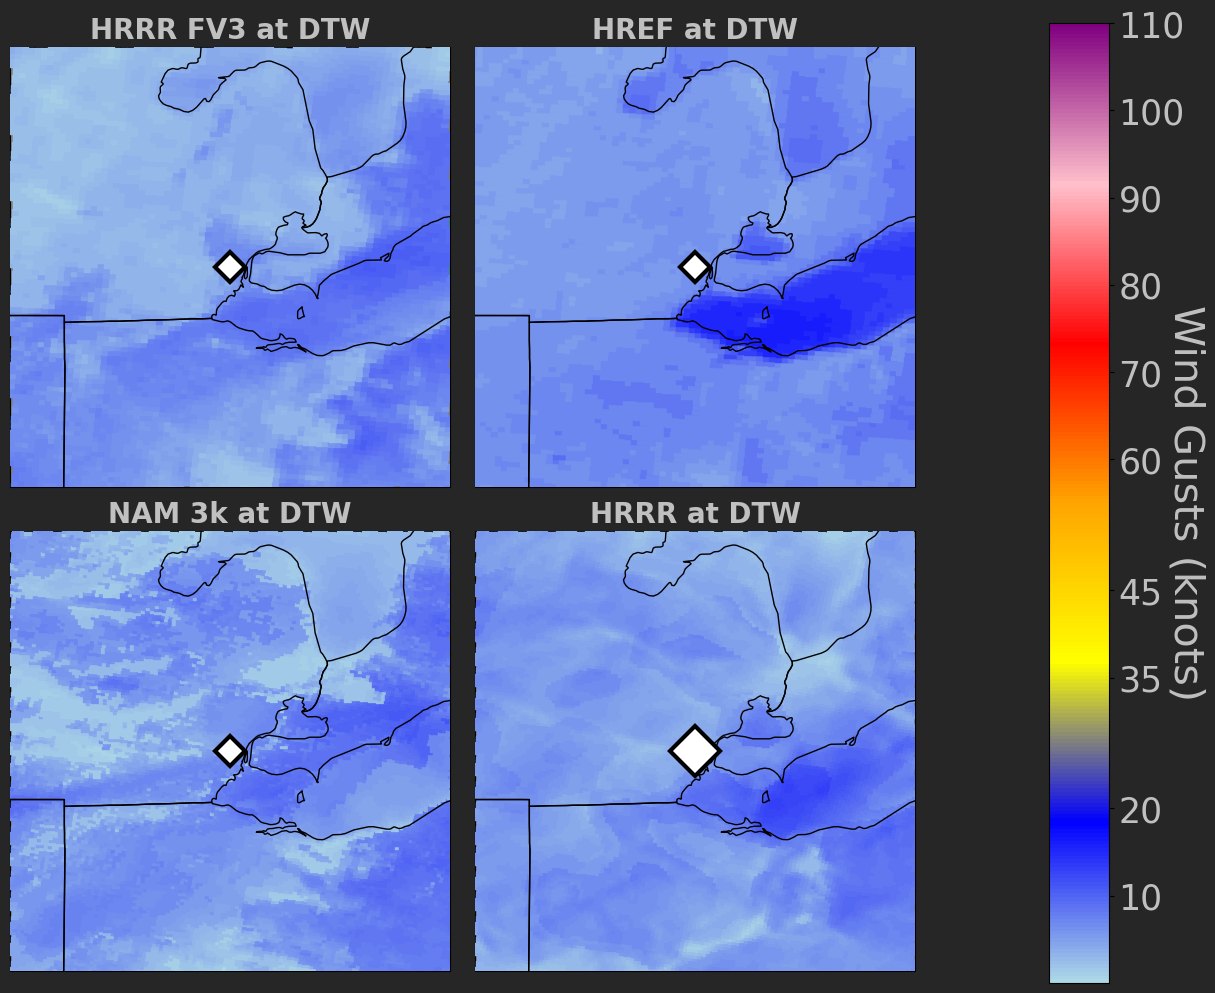 HRRR FV3 at DTW
HREF at DTW
NAM 3k at DTW
HRRR at DTW
110
100
90
80
70
60
45
35
20
10
Wind Gusts (knots)